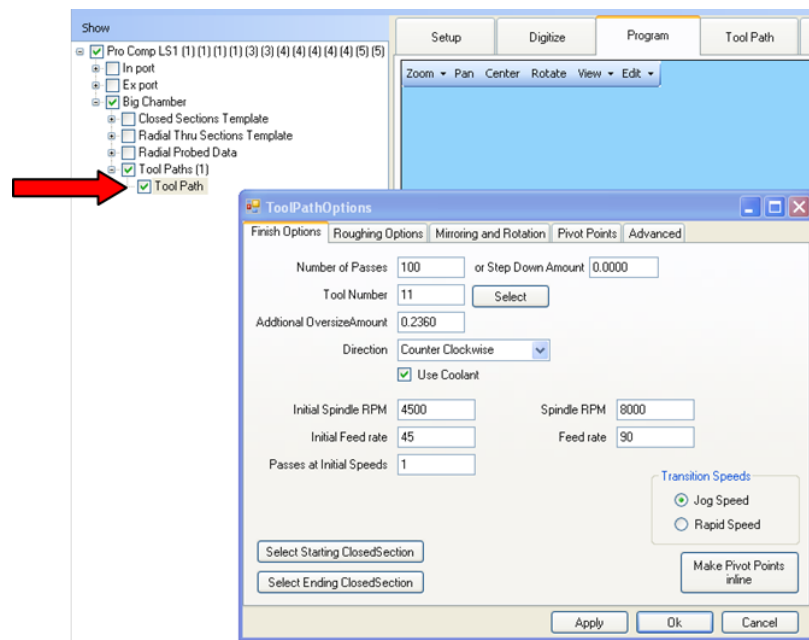 Show
Pro Comp LS1 (1) (1) (1) (1) (3) (3) (4) (4) (4) (4) (4) (5) (5)
In port
Ex port
Big Chamber
Closed Sections Template
Radial Thru Sections Template
Radial Probed Data
Tool Paths (1)
Tool Path
Setup Digitize Program Tool Path
Zoom Pan Center Rotate View Edit
ToolPathOptions
Finish Options Roughing Options Mirroring and Rotation Pivot Points Advanced
Number of Passes 100 or Step Down Amount 0.0000
Tool Number 11 Select
Addtional OversizeAmount 0.2360
Direction Counter Clockwise
Use Coolant
Initial Spindle RPM 4500 Spindle RPM 8000
Initial Feed rate 45 Feed rate 90
Passes at Initial Speeds 1
Transition Speeds
Jog Speed
Rapid Speed
Select Starting ClosedSection
Select Ending ClosedSection
Make Pivot Points
inline
Apply Ok Cancel